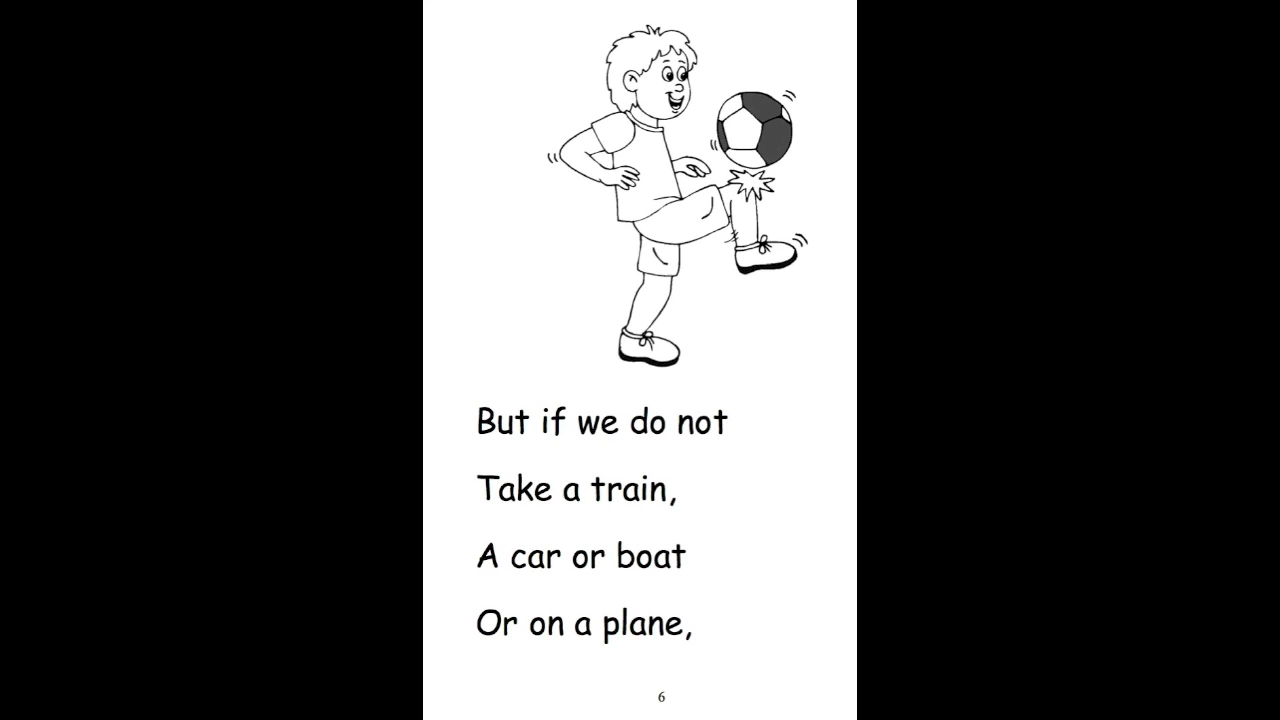 But if we do not
Take a train,
A car or boat
Or on a plane,
6